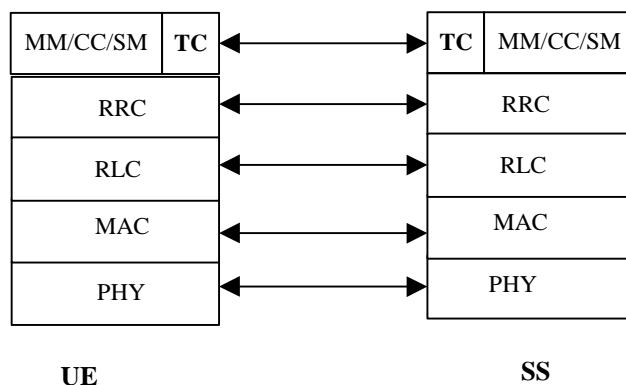 MM/CC/SM TC TC MM/CC/SM
RRC RRC
RLC RLC
MAC MAC
PHY PHY
UE SS